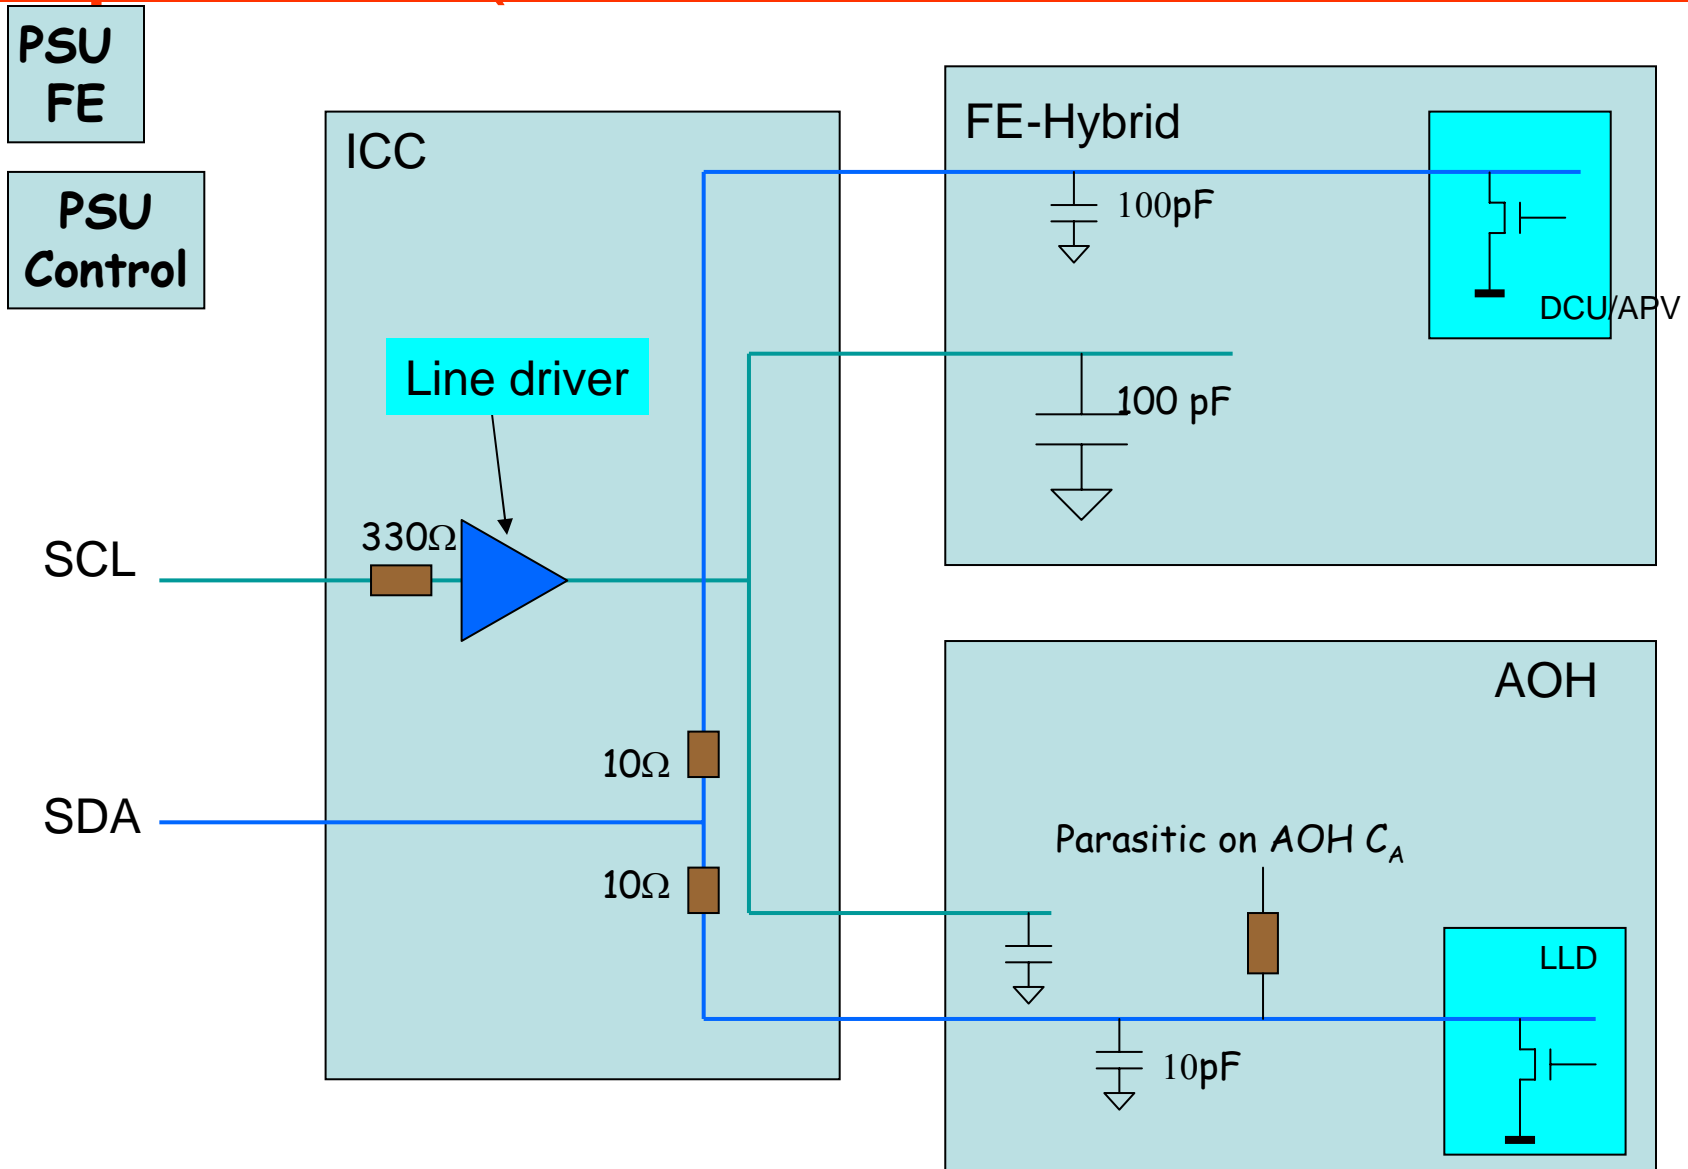 PSU
FE
PSU
Control
ICC
FE-Hybrid
100pF
DCU/APV
Line driver
100 pF
330Ω
SCL
AOH
10Ω
SDA
Parasitic on AOH C_A
10Ω
LLD
10pF